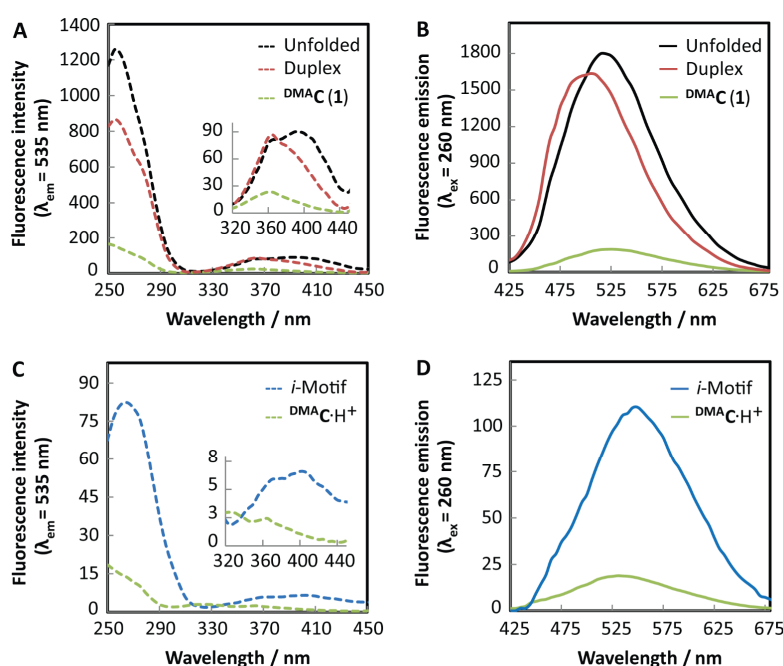 A
Fluorescence intensity
(λem = 535 nm)
1400
1200
1000
800
600
400
200
0
250 290 330 370 410 450
Wavelength / nm
Unfolded
Duplex
DMAC (1)
90
60
30
0
320 360 400 440
B
Fluorescence emission
(λex = 260 nm)
1800
1500
1200
900
600
300
0
425 475 525 575 625 675
Wavelength / nm
Unfolded
Duplex
DMAC (1)
C
Fluorescence intensity
(λem = 535 nm)
90
75
60
45
30
15
0
250 290 330 370 410 450
Wavelength / nm
i-Motif
DMAC·H+
8
5
3
0
320 360 400 440
D
Fluorescence emission
(λex = 260 nm)
125
100
75
50
25
0
425 475 525 575 625 675
Wavelength / nm
i-Motif
DMAC·H+